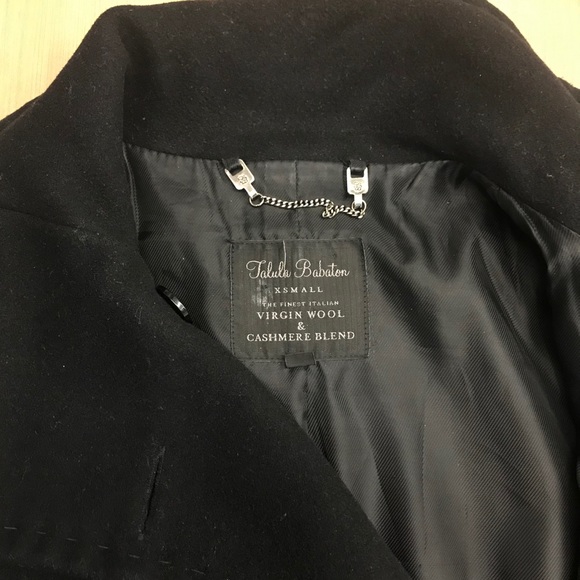 Talula Babaton
XSMALL
THE FINEST ITALIAN
VIRGIN WOOL
&
CASHMERE BLEND